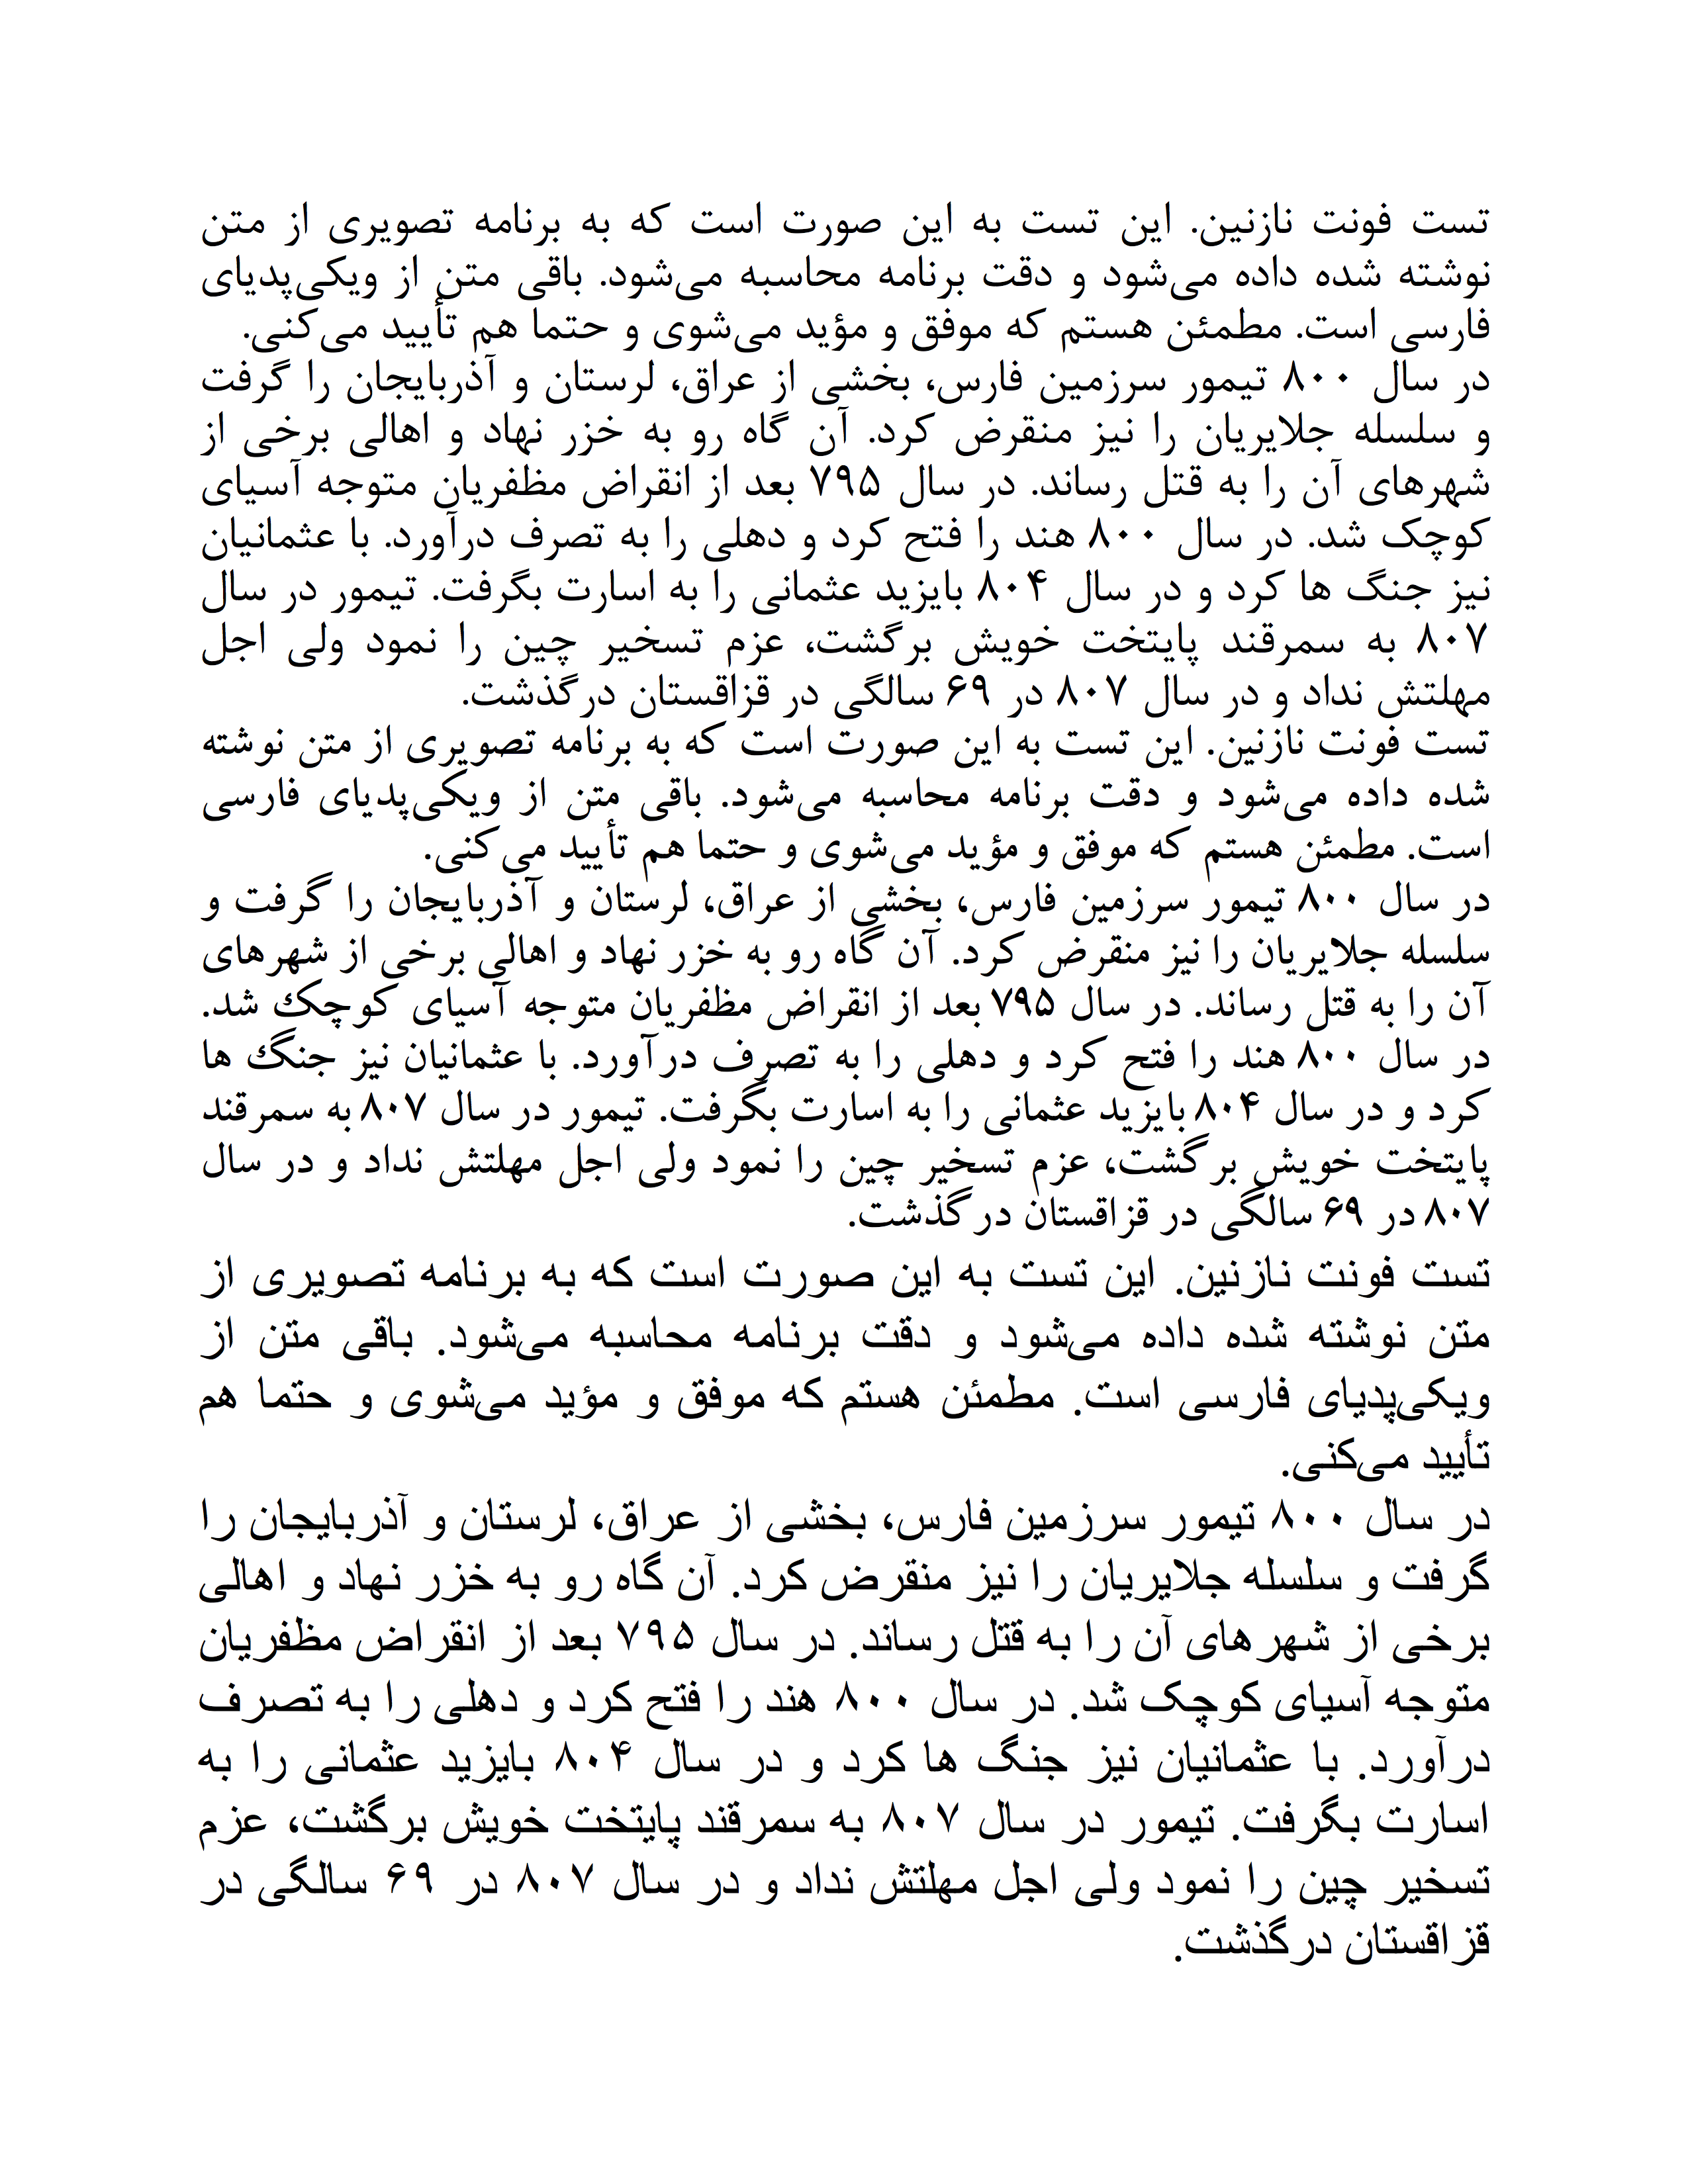 تست فونت نازنین. این تست به این صورت است که به برنامه تصویری از متن
نوشته شده داده می‌شود و دقت برنامه محاسبه می‌شود. باقی متن از ویکی‌پدیای
فارسی است. مطمئن هستم که موفق و مؤید می‌شوی و حتما هم تأیید می‌کنی.
در سال ۸۰۰ تیمور سرزمین فارس، بخشی از عراق، لرستان و آذربایجان را گرفت
و سلسله جلایریان را نیز منقرض کرد. آن گاه رو به خزر نهاد و اهالی برخی از
شهرهای آن را به قتل رساند. در سال ۷۹۵ بعد از انقراض مظفریان متوجه آسیای
کوچک شد. در سال ۸۰۰ هند را فتح کرد و دهلی را به تصرف درآورد. با عثمانیان
نیز جنگ ها کرد و در سال ۸۰۴ بایزید عثمانی را به اسارت بگرفت. تیمور در سال
۸۰۷ به سمرقند پایتخت خویش برگشت، عزم تسخیر چین را نمود ولی اجل
مهلتش نداد و در سال ۸۰۷ در ۶۹ سالگی در قزاقستان درگذشت.
تست فونت نازنین. این تست به این صورت است که به برنامه تصویری از متن نوشته
شده داده می‌شود و دقت برنامه محاسبه می‌شود. باقی متن از ویکی‌پدیای فارسی
است. مطمئن هستم که موفق و مؤید می‌شوی و حتما هم تأیید می‌کنی.
در سال ۸۰۰ تیمور سرزمین فارس، بخشی از عراق، لرستان و آذربایجان را گرفت و
سلسله جلایریان را نیز منقرض کرد. آن گاه رو به خزر نهاد و اهالی برخی از شهرهای
آن را به قتل رساند. در سال ۷۹۵ بعد از انقراض مظفریان متوجه آسیای کوچک شد.
در سال ۸۰۰ هند را فتح کرد و دهلی را به تصرف درآورد. با عثمانیان نیز جنگ ها
کرد و در سال ۸۰۴ بایزید عثمانی را به اسارت بگرفت. تیمور در سال ۸۰۷ به سمرقند
پایتخت خویش برگشت، عزم تسخیر چین را نمود ولی اجل مهلتش نداد و در سال
۸۰۷ در ۶۹ سالگی در قزاقستان درگذشت.
تست فونت نازنین. این تست به این صورت است که به برنامه تصویری از
متن نوشته شده داده می‌شود و دقت برنامه محاسبه می‌شود. باقی متن از
ویکی‌پدیای فارسی است. مطمئن هستم که موفق و مؤید می‌شوی و حتما هم
تأیید می‌کنی.
در سال ۸۰۰ تیمور سرزمین فارس، بخشی از عراق، لرستان و آذربایجان را
گرفت و سلسله جلایریان را نیز منقرض کرد. آن گاه رو به خزر نهاد و اهالی
برخی از شهرهای آن را به قتل رساند. در سال ۷۹۵ بعد از انقراض مظفریان
متوجه آسیای کوچک شد. در سال ۸۰۰ هند را فتح کرد و دهلی را به تصرف
درآورد. با عثمانیان نیز جنگ ها کرد و در سال ۸۰۴ بایزید عثمانی را به
اسارت بگرفت. تیمور در سال ۸۰۷ به سمرقند پایتخت خویش برگشت، عزم
تسخیر چین را نمود ولی اجل مهلتش نداد و در سال ۸۰۷ در ۶۹ سالگی در
قزاقستان درگذشت.